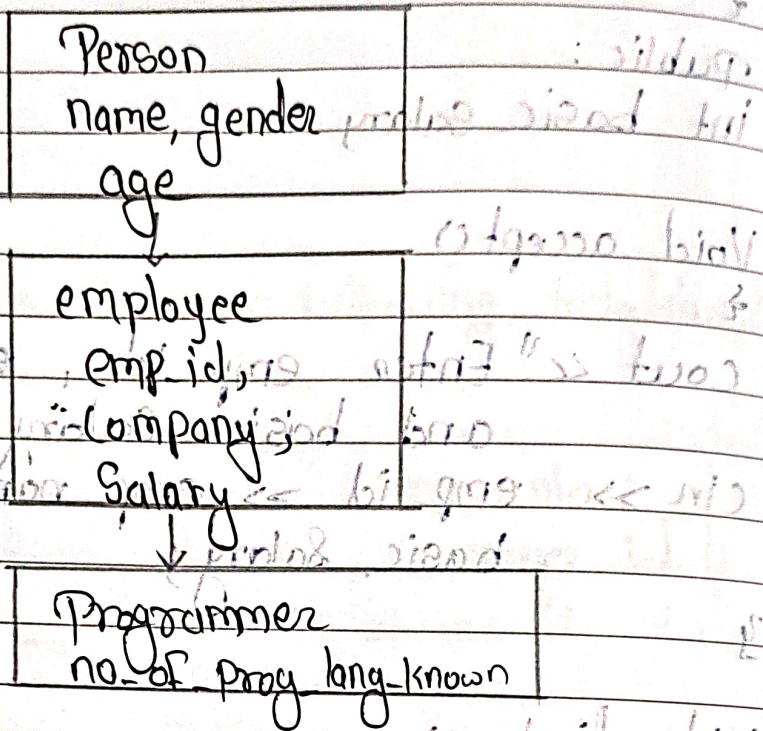 Person
name, gender
age
employee
emp_id,
company;
Salary
Programmer
no_of_prog_lang_known